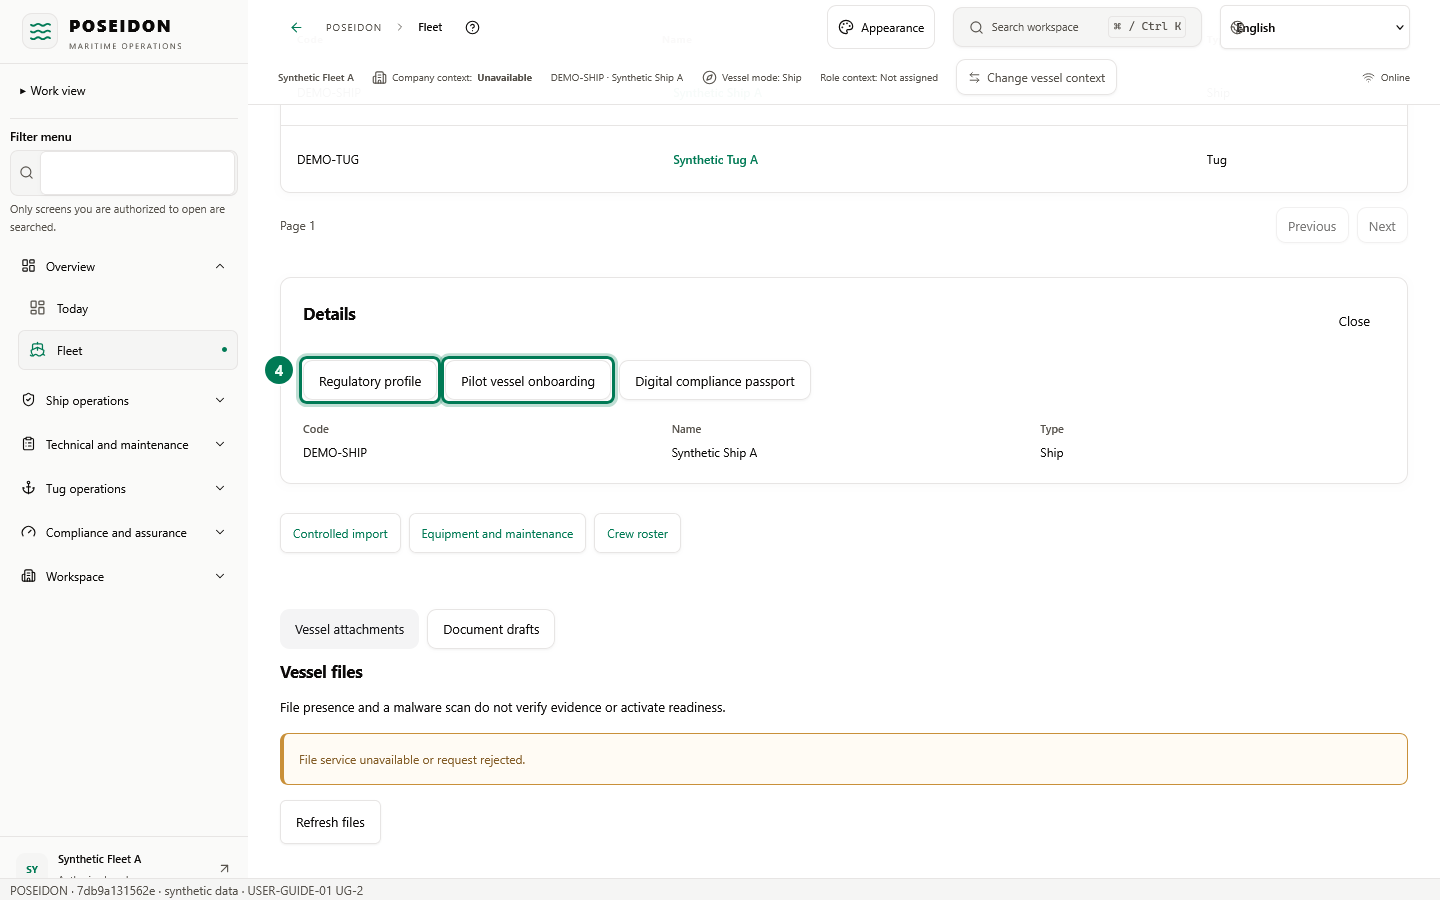 POSEIDON
MARITIME OPERATIONS
POSEIDON
Fleet
Appearance
Search workspace
⌘ / Ctrl K
English
Synthetic Fleet A
Company context: Unavailable
DEMO-SHIP · Synthetic Ship A
Vessel mode: Ship
Role context: Not assigned
Change vessel context
Online
Work view
Filter menu
Only screens you are authorized to open are
searched.
Overview
Today
Fleet
Ship operations
Technical and maintenance
Tug operations
Compliance and assurance
Workspace
SY
Synthetic Fleet A
DEMO-SHIP
Synthetic Ship A
Ship
DEMO-TUG
Synthetic Tug A
Tug
Page 1
Previous
Next
Details
Close
4
Regulatory profile
Pilot vessel onboarding
Digital compliance passport
Code
Name
Type
DEMO-SHIP
Synthetic Ship A
Ship
Controlled import
Equipment and maintenance
Crew roster
Vessel attachments
Document drafts
Vessel files
File presence and a malware scan do not verify evidence or activate readiness.
File service unavailable or request rejected.
Refresh files
POSEIDON · 7db9a131562e · synthetic data · USER-GUIDE-01 UG-2